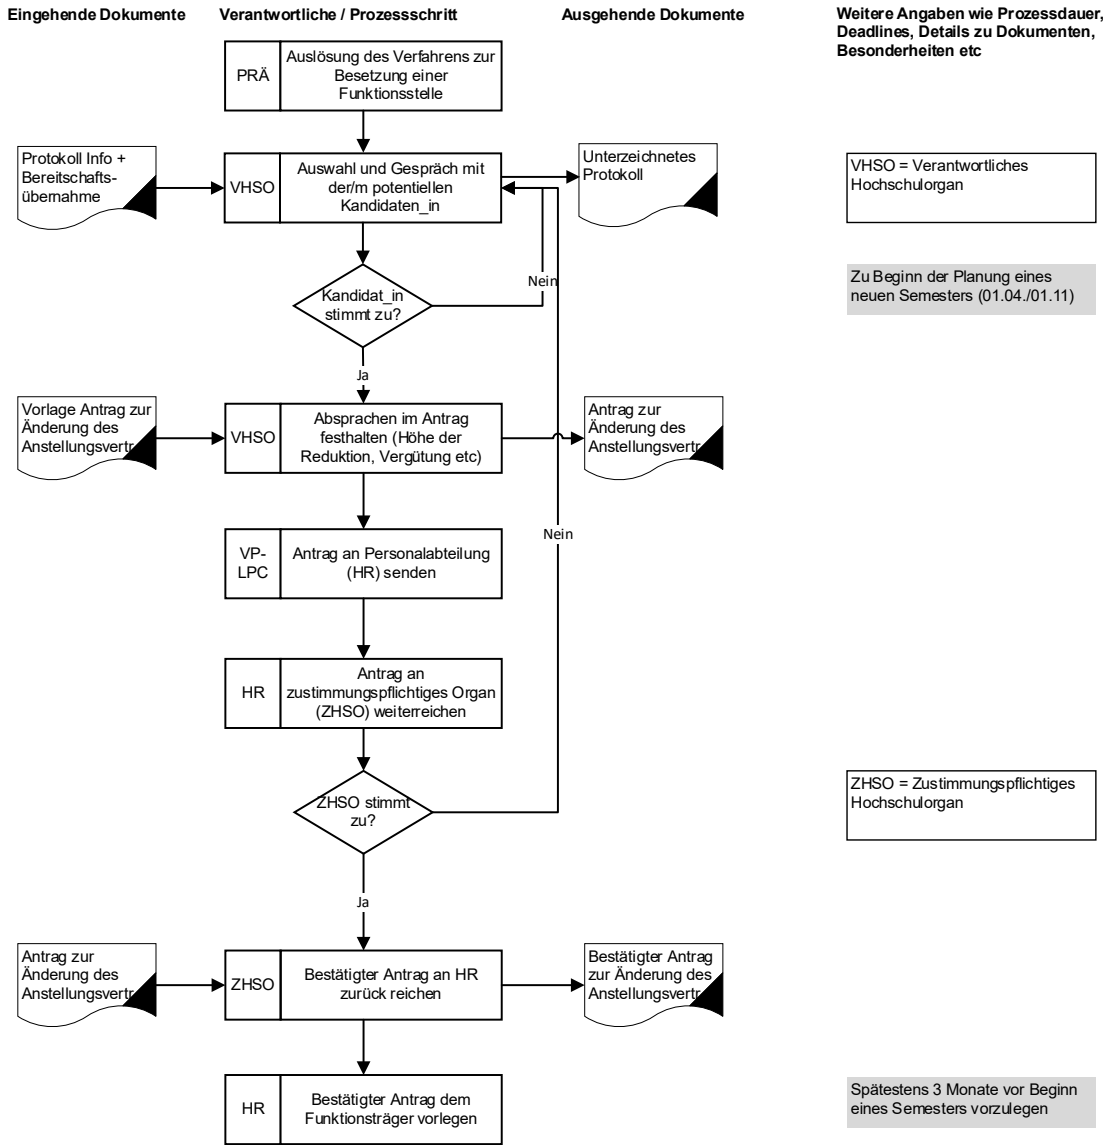 Eingehende Dokumente
Verantwortliche / Prozessschritt
Ausgehende Dokumente
Weitere Angaben wie Prozessdauer,
Deadlines, Details zu Dokumenten,
Besonderheiten etc
PRÄ
Auslösung des Verfahrens zur
Besetzung einer
Funktionsstelle
Protokoll Info +
Bereitschafts-
übernahme
VHSO
Auswahl und Gespräch mit
der/m potentiellen
Kandidaten_in
Unterzeichnetes
Protokoll
VHSO = Verantwortliches
Hochschulorgan
Nein
Zu Beginn der Planung eines
neuen Semesters (01.04./01.11)
Kandidat_in
stimmt zu?
Ja
Vorlage Antrag zur
Änderung des
Anstellungsvertr
VHSO
Absprachen im Antrag
festhalten (Höhe der
Reduktion, Vergütung etc)
Antrag zur
Änderung des
Anstellungsvertr
Nein
VP-
LPC
Antrag an Personalabteilung
(HR) senden
HR
Antrag an
zustimmungspflichtiges Organ
(ZHSO) weiterreichen
ZHSO stimmt
zu?
ZHSO = Zustimmungspflichtiges
Hochschulorgan
Ja
Antrag zur
Änderung des
Anstellungsvertr
ZHSO
Bestätigter Antrag an HR
zurück reichen
Bestätigter Antrag
zur Änderung des
Anstellungsvertr
HR
Bestätigter Antrag dem
Funktionsträger vorlegen
Spätestens 3 Monate vor Beginn
eines Semesters vorzulegen